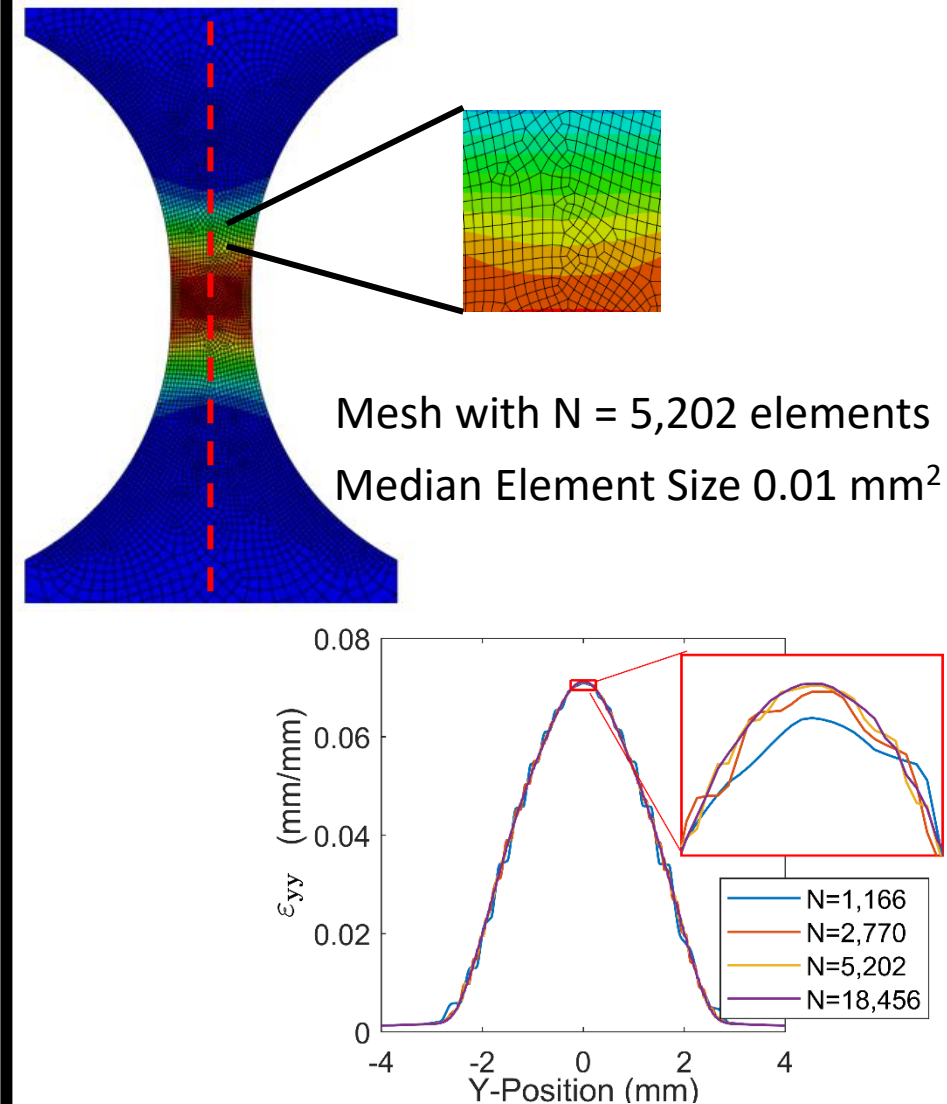 Mesh with N = 5,202 elements
Median Element Size 0.01 mm²
0.08
0.06
0.04
0.02
0
εyy (mm/mm)
-4
-2
0
2
4
Y-Position (mm)
N=1,166
N=2,770
N=5,202
N=18,456